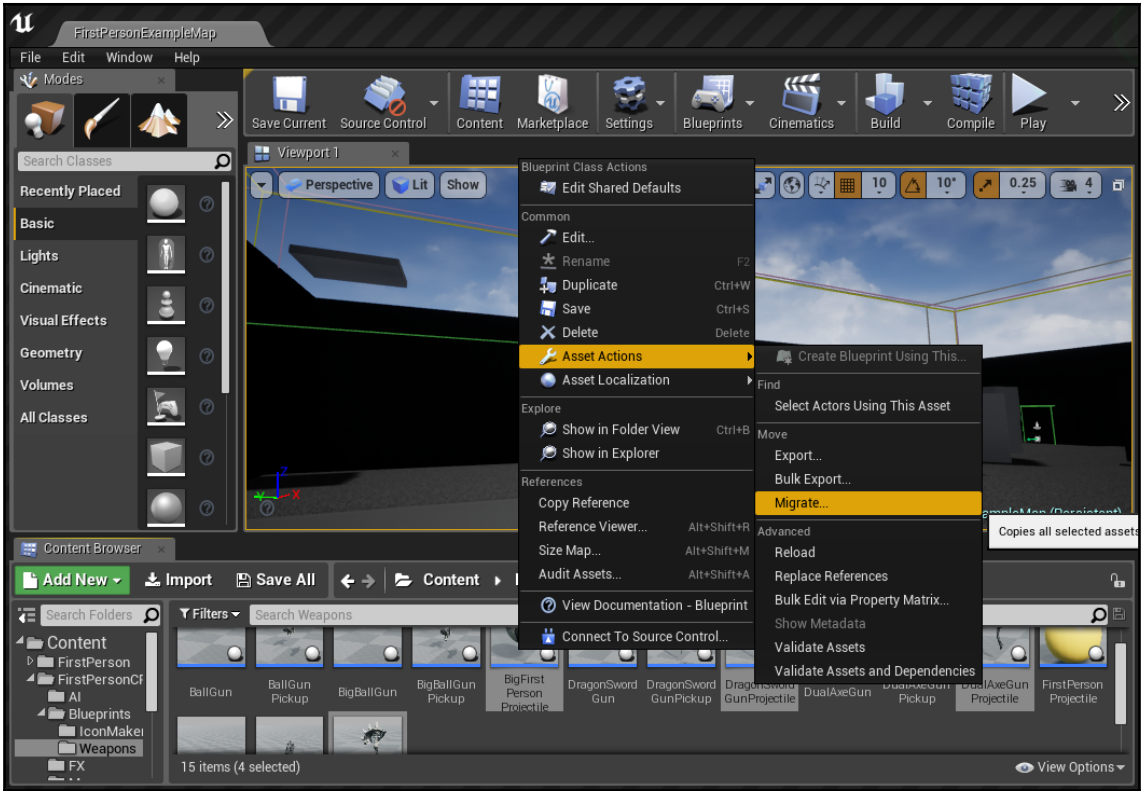 FirstPersonExampleMap
File Edit Window Help
Modes
Save Current Source Control Content Marketplace Settings Blueprints Cinematics Build Compile Play
Search Classes
Recently Placed
Basic
Lights
Cinematic
Visual Effects
Geometry
Volumes
All Classes
Viewport 1
Perspective Lit Show
10 10° 0.25 4
Z
Y X
Blueprint Class Actions
Edit Shared Defaults
Common
Edit...
Rename F2
Duplicate Ctrl+W
Save Ctrl+S
Delete Delete
Asset Actions
Asset Localization
Explore
Show in Folder View Ctrl+B
Show in Explorer
References
Copy Reference
Reference Viewer... Alt+Shift+R
Size Map... Alt+Shift+M
Audit Assets... Alt+Shift+A
View Documentation - Blueprint
Connect To Source Control...
Create Blueprint Using This...
Find
Select Actors Using This Asset
Move
Export...
Bulk Export...
Migrate...
Advanced
Reload
Replace References
Bulk Edit via Property Matrix...
Show Metadata
Validate Assets
Validate Assets and Dependencies
(Persistent)
Copies all selected assets
Content Browser
Add New Import Save All Content
Search Folders
Filters Search Weapons
Content
FirstPerson
FirstPersonCP
AI
Blueprints
IconMaker
Weapons
FX
BallGun
BallGun
Pickup
BigBallGun
BigBallGun
Pickup
BigFirst
Person
Projectile
DragonSword
Gun
DragonSword
GunPickup
DragonSword
GunProjectile
DualAxeGun
DualAxeGun
Pickup
DualAxeGun
Projectile
FirstPerson
Projectile
15 items (4 selected)
View Options